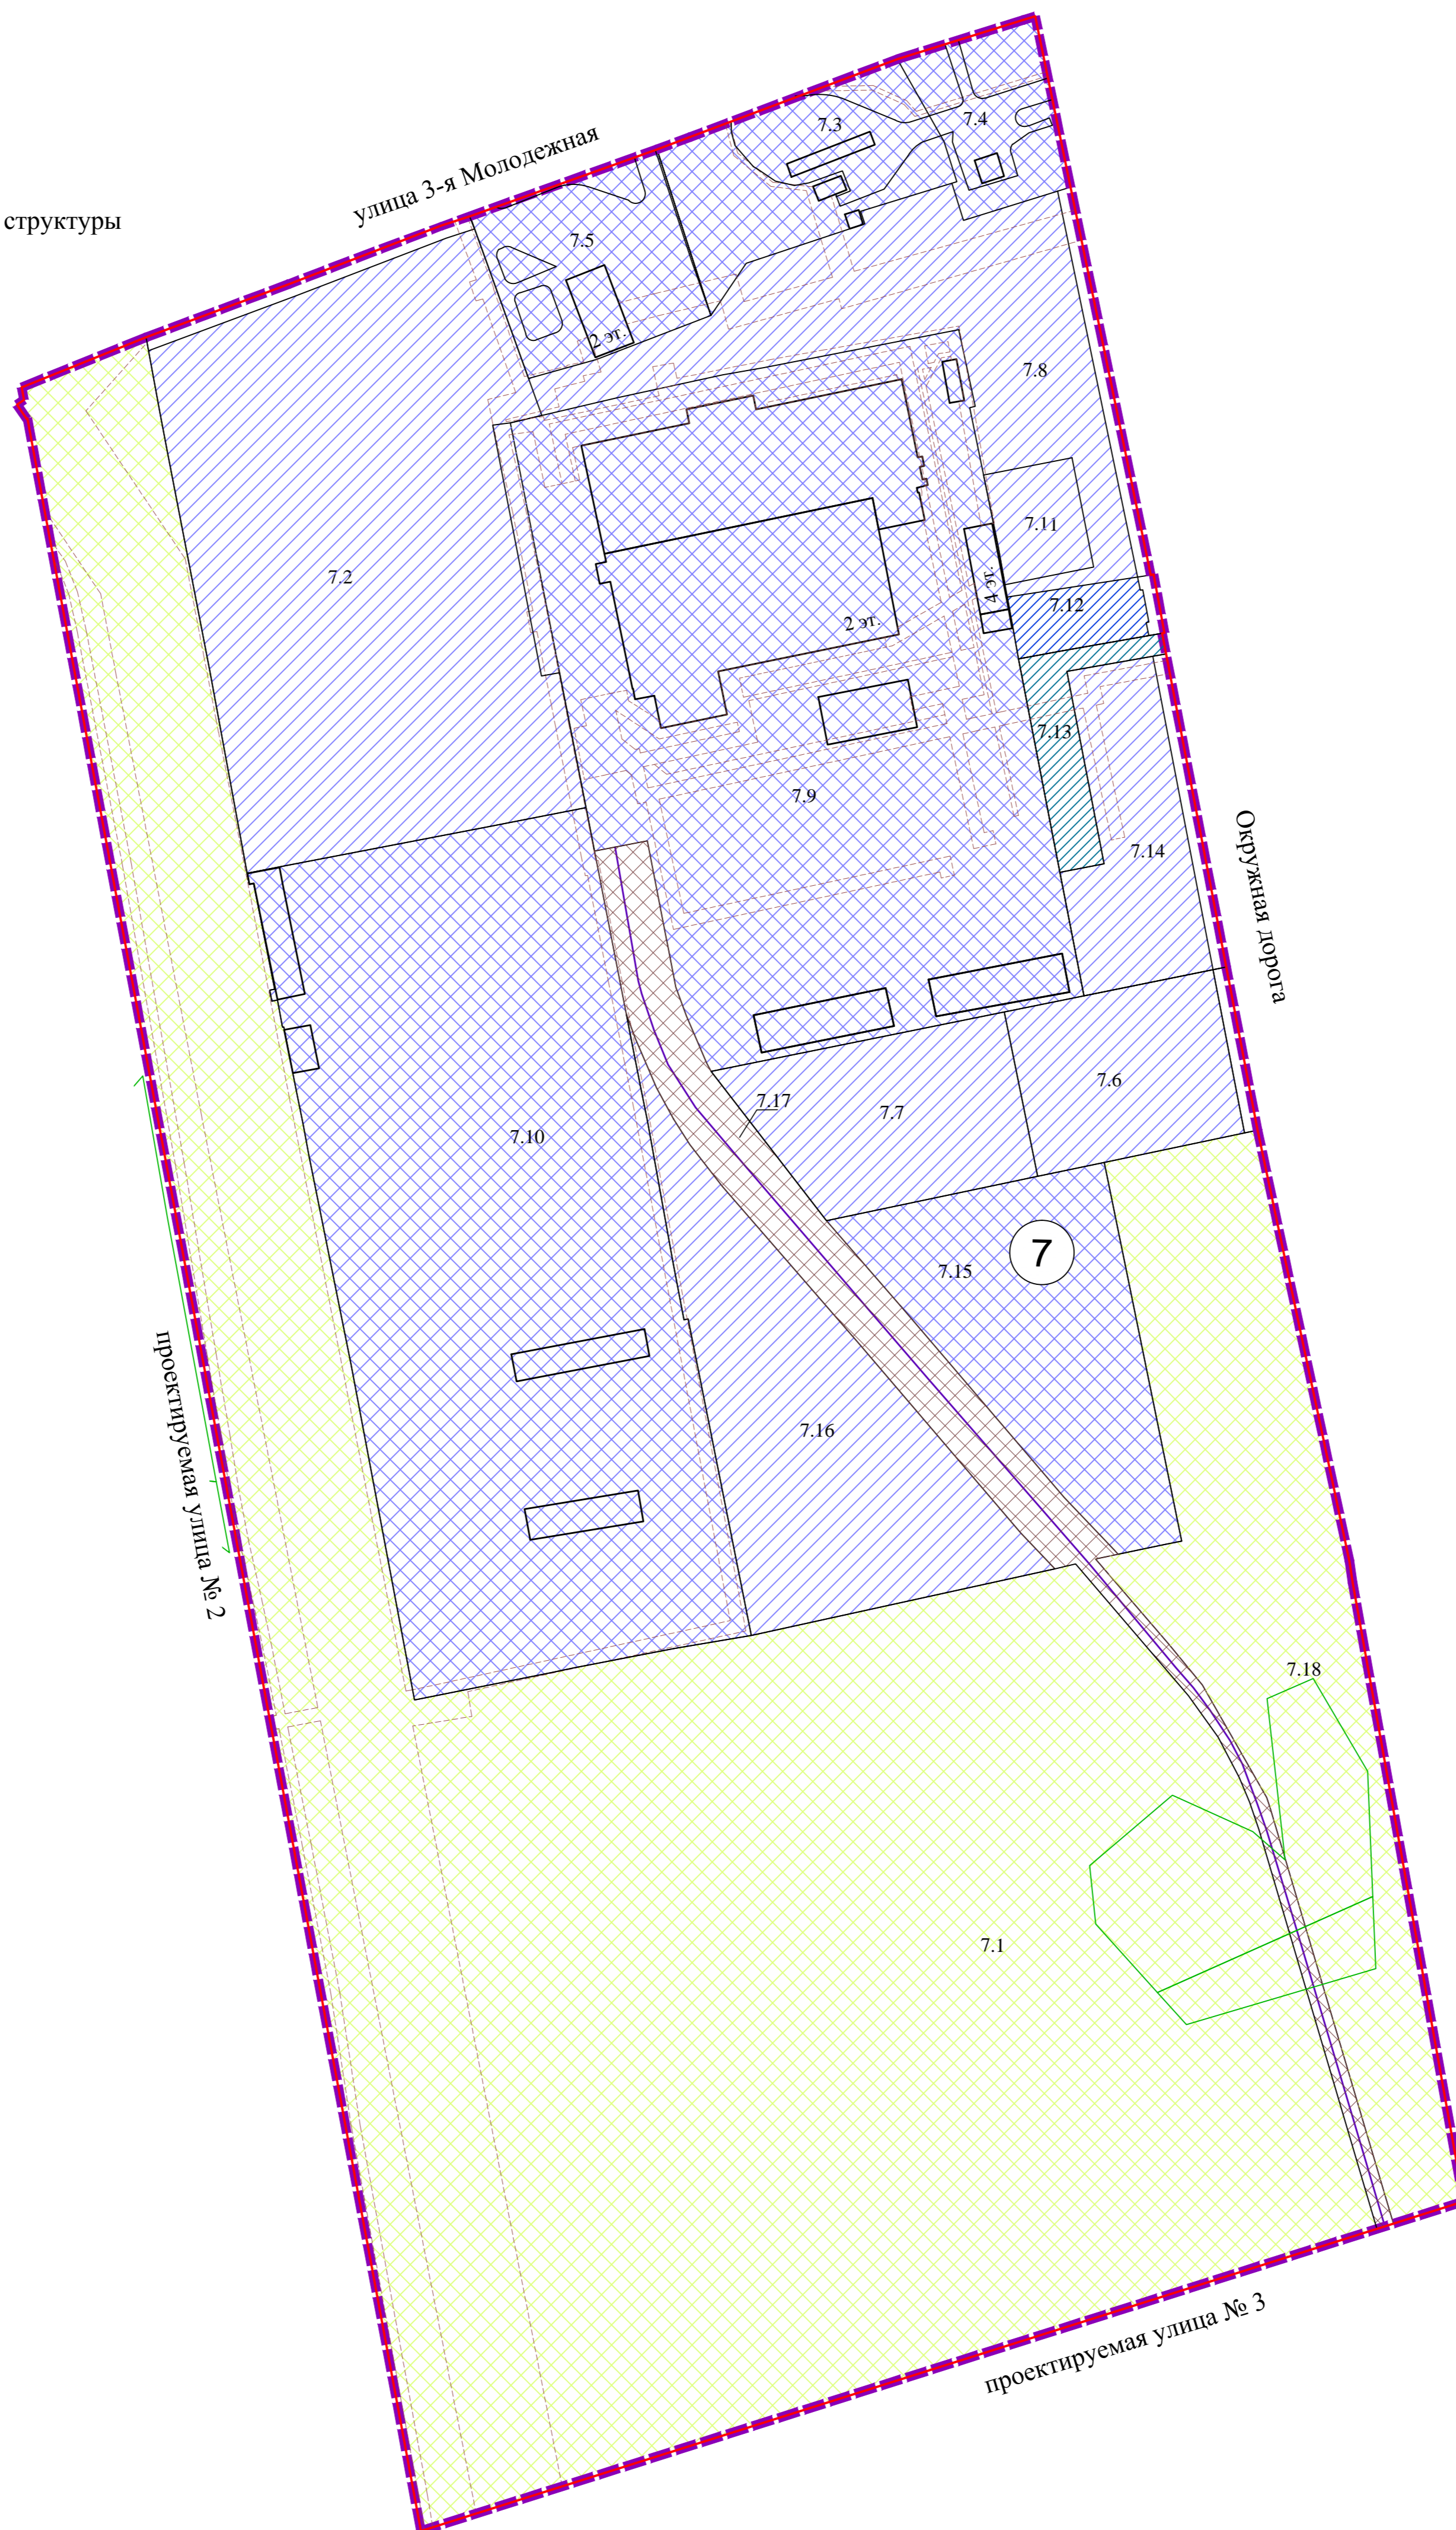 7.3
7.4
улица 3-я Молодежная
структуры
7.5
2 эт.
7.8
7.11
7.2
4 эт.
7.12
2 эт.
7.13
7.9
7.14
Окружная дорога
7.6
7.17
7.7
7.10
7
7.15
7.16
проектируемая улица № 2
7.18
7.1
проектируемая улица № 3